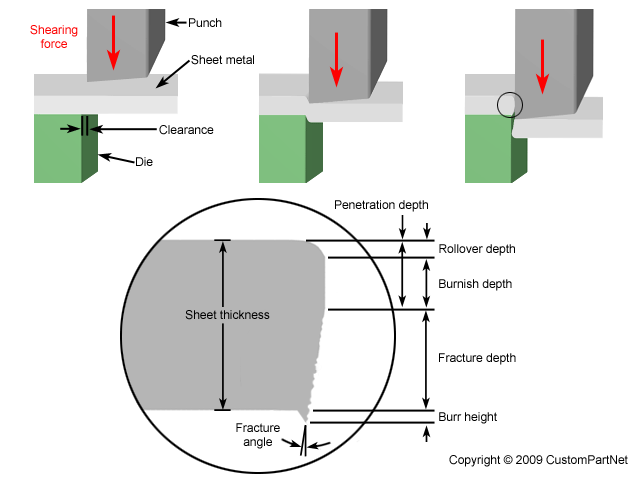 Shearing
force
Punch
Sheet metal
Clearance
Die
Penetration depth
Rollover depth
Burnish depth
Sheet thickness
Fracture depth
Burr height
Fracture
angle
Copyright © 2009 CustomPartNet